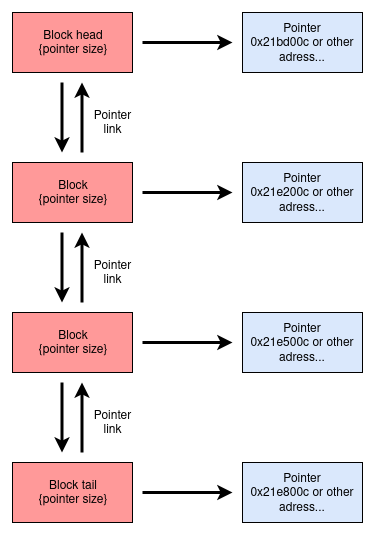 Block head
{pointer size}
Pointer
0x21bd00c or other
adress...
Pointer
link
Block
{pointer size}
Pointer
0x21e200c or other
adress...
Pointer
link
Block
{pointer size}
Pointer
0x21e500c or other
adress...
Pointer
link
Block tail
{pointer size}
Pointer
0x21e800c or other
adress...